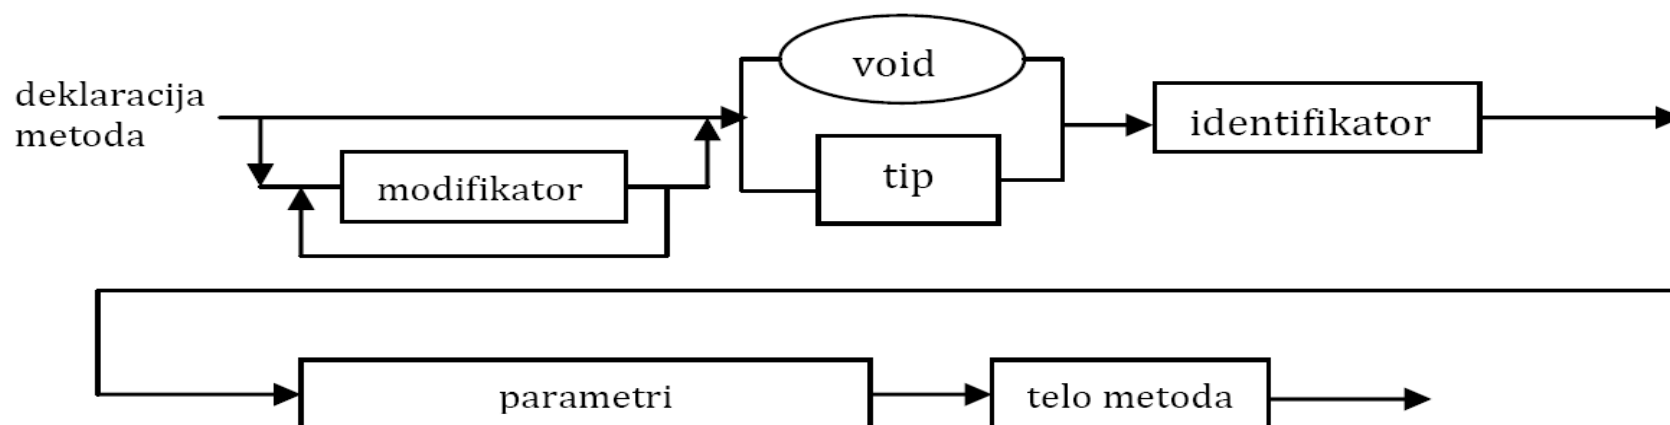 deklaracija
metoda
void
tip
modifikator
identifikator
parametri
telo metoda